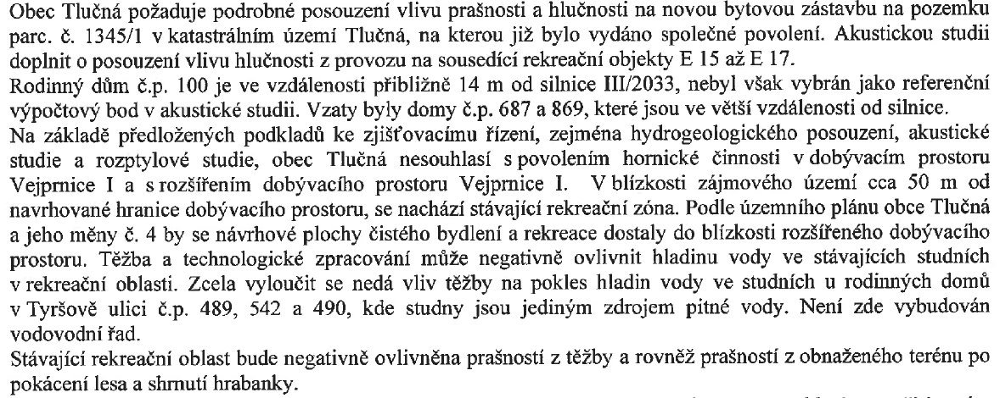 Obec Tlučná požaduje podrobné posouzení vlivu prašnosti a hlučnosti na novou bytovou zástavbu na pozemku
parc. č. 1345/1 v katastrálním území Tlučná, na kterou již bylo vydáno společné povolení. Akustickou studii
doplnit o posouzení vlivu hlučnosti z provozu na sousedící rekreační objekty E 15 až E 17.
Rodinný dům č.p. 100 je ve vzdálenosti přibližně 14 m od silnice III/2033, nebyl však vybrán jako referenční
výpočtový bod v akustické studii. Vzaty byly domy č.p. 687 a 869, které jsou ve větší vzdálenosti od silnice.
Na základě předložených podkladů ke zjišťovacímu řízení, zejména hydrogeologického posouzení, akustické
studie a rozptylové studie, obec Tlučná nesouhlasí s povolením hornické činnosti v dobývacím prostoru
Vejprnice I a s rozšířením dobývacího prostoru Vejprnice I. V blízkosti zájmového území cca 50 m od
navrhované hranice dobývacího prostoru, se nachází stávající rekreační zóna. Podle územního plánu obce Tlučná
a jeho měny č. 4 by se návrhové plochy čistého bydlení a rekreace dostaly do blízkosti rozšířeného dobývacího
prostoru. Těžba a technologické zpracování může negativně ovlivnit hladinu vody ve stávajících studních
v rekreační oblasti. Zcela vyloučit se nedá vliv těžby na pokles hladin vody ve studních u rodinných domů
v Tyršově ulici č.p. 489, 542 a 490, kde studny jsou jediným zdrojem pitné vody. Není zde vybudován
vodovodní řad.
Stávající rekreační oblast bude negativně ovlivněna prašností z těžby a rovněž prašností z obnaženého terénu po
pokácení lesa a shrnutí hrabanky.